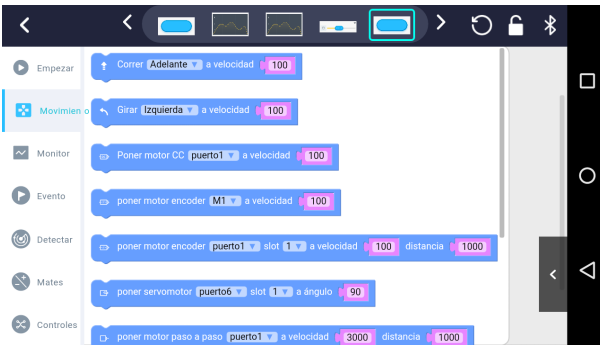 Empezar
Movimien o
Monitor
Evento
Detectar
Mates
Controles
Correr Adelante a velocidad 100
Girar Izquierda a velocidad 100
Poner motor CC puerto1 a velocidad 100
poner motor encoder M1 a velocidad 100
poner motor encoder puerto1 slot 1 a velocidad 100 distancia 1000
poner servomotor puerto6 slot 1 a ángulo 90
poner motor paso a paso puerto1 a velocidad 3000 distancia 1000